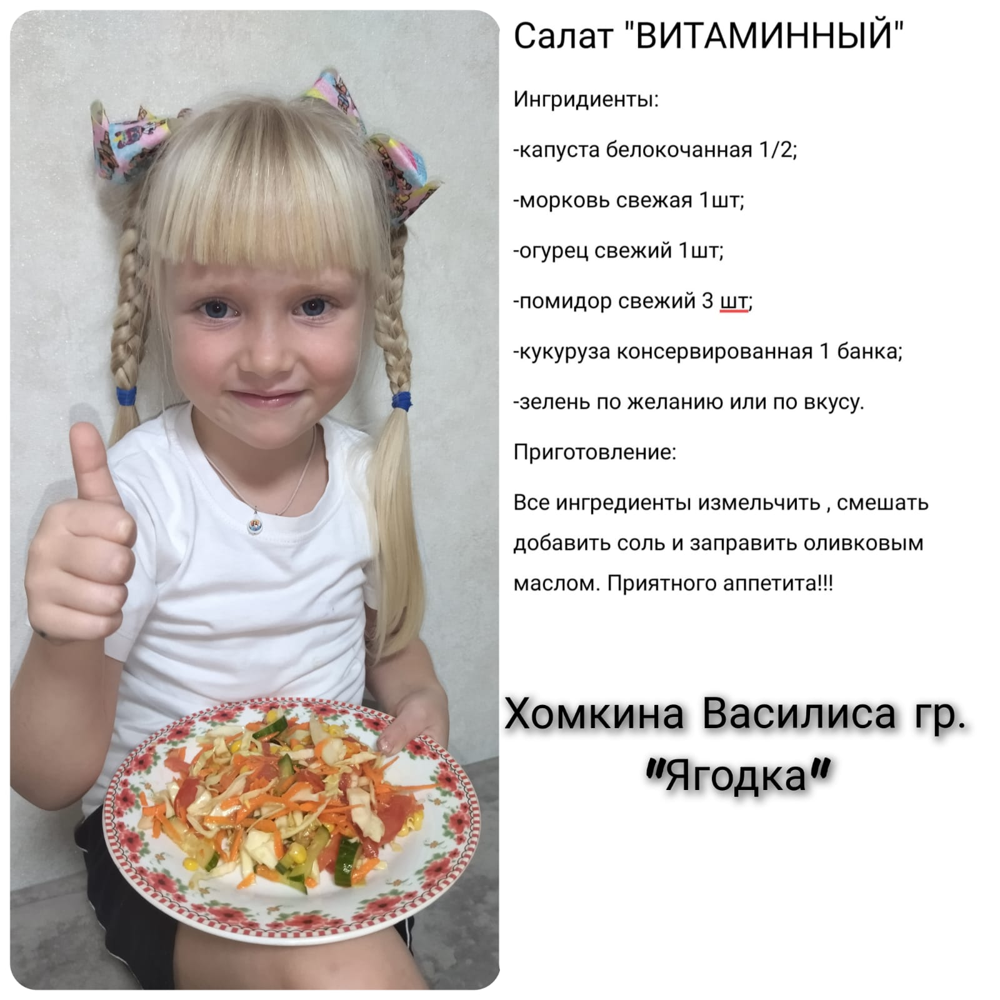 Салат "ВИТАМИННЫЙ"
Ингридиенты:
-капуста белокочанная 1/2;
-морковь свежая 1шт;
-огурец свежий 1шт;
-помидор свежий 3 шт;
-кукуруза консервированная 1 банка;
-зелень по желанию или по вкусу.
Приготовление:
Все ингредиенты измельчить , смешать
добавить соль и заправить оливковым
маслом. Приятного аппетита!!!
Хомкина Василиса гр.
"Ягодка"